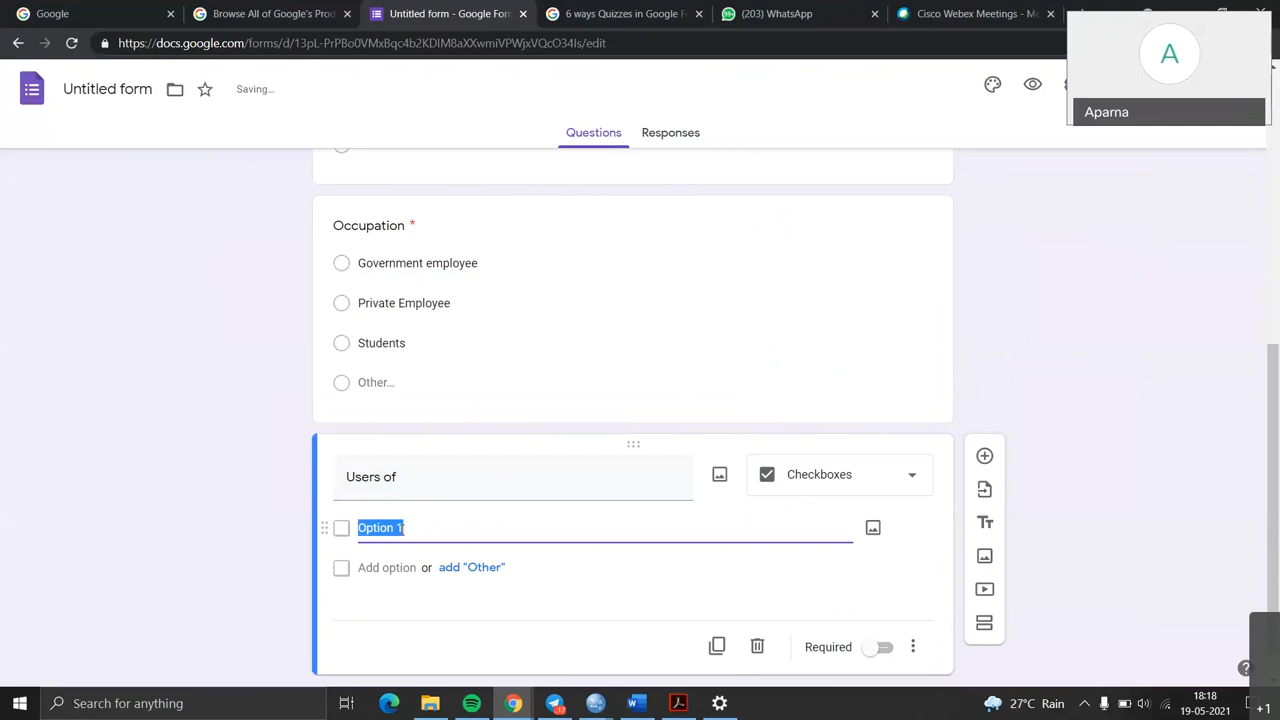 Google
Browse All of Google's Prod
Untitled form - Google Form
6 ways Quizzes in Google F
(203) WhatsApp
Cisco Webex Meetings - Me
https://docs.google.com/forms/d/13pL-PrPBo0VMxBqc4b2KDIM8aXXwmiVPWjxVQcO34Is/edit
A
Aparna
Untitled form
Saving...
Questions
Responses
Occupation *
Government employee
Private Employee
Students
Other...
Users of
Checkboxes
Option 1
Add option or add "Other"
Required
Search for anything
27°C Rain
18:18
19-05-2021
+1